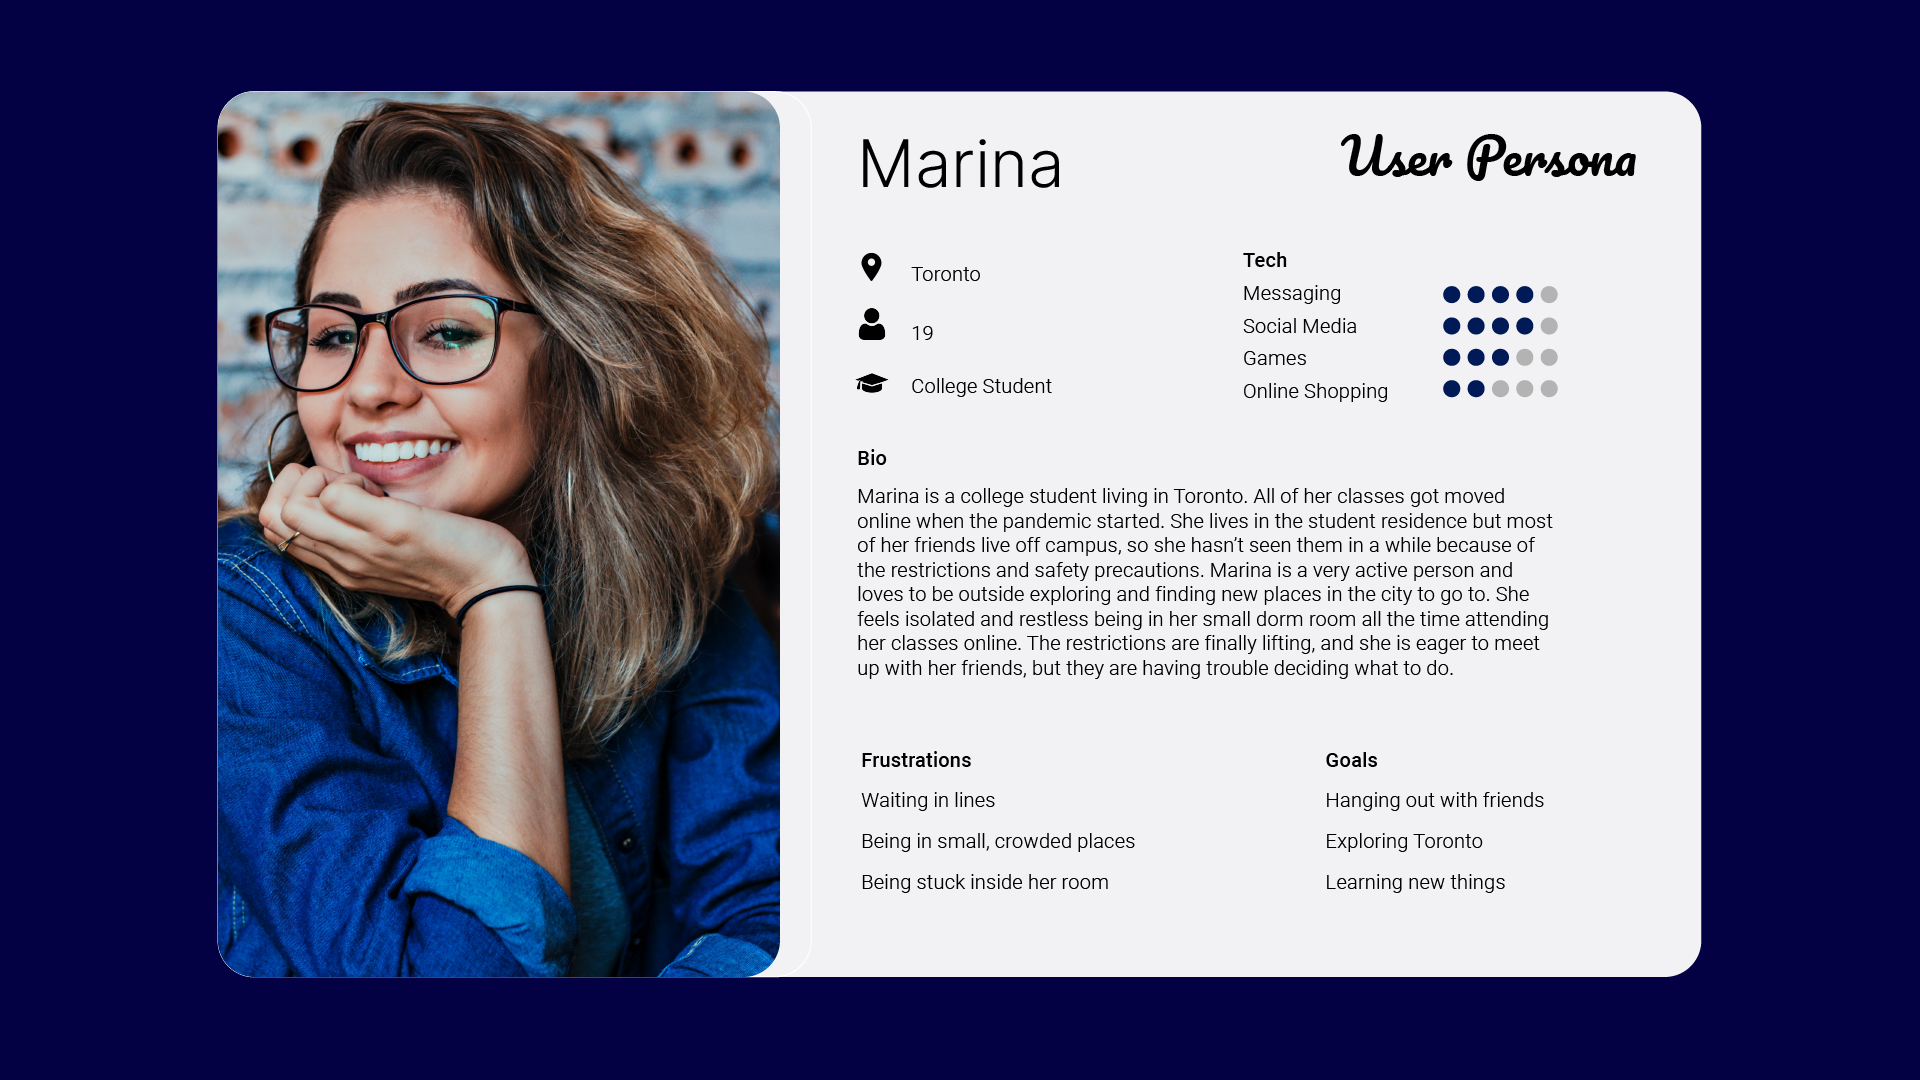 Marina
User Persona
Toronto
19
College Student
Tech
Messaging
Social Media
Games
Online Shopping
Bio
Marina is a college student living in Toronto. All of her classes got moved
online when the pandemic started. She lives in the student residence but most
of her friends live off campus, so she hasn’t seen them in a while because of
the restrictions and safety precautions. Marina is a very active person and
loves to be outside exploring and finding new places in the city to go to. She
feels isolated and restless being in her small dorm room all the time attending
her classes online. The restrictions are finally lifting, and she is eager to meet
up with her friends, but they are having trouble deciding what to do.
Frustrations
Waiting in lines
Being in small, crowded places
Being stuck inside her room
Goals
Hanging out with friends
Exploring Toronto
Learning new things